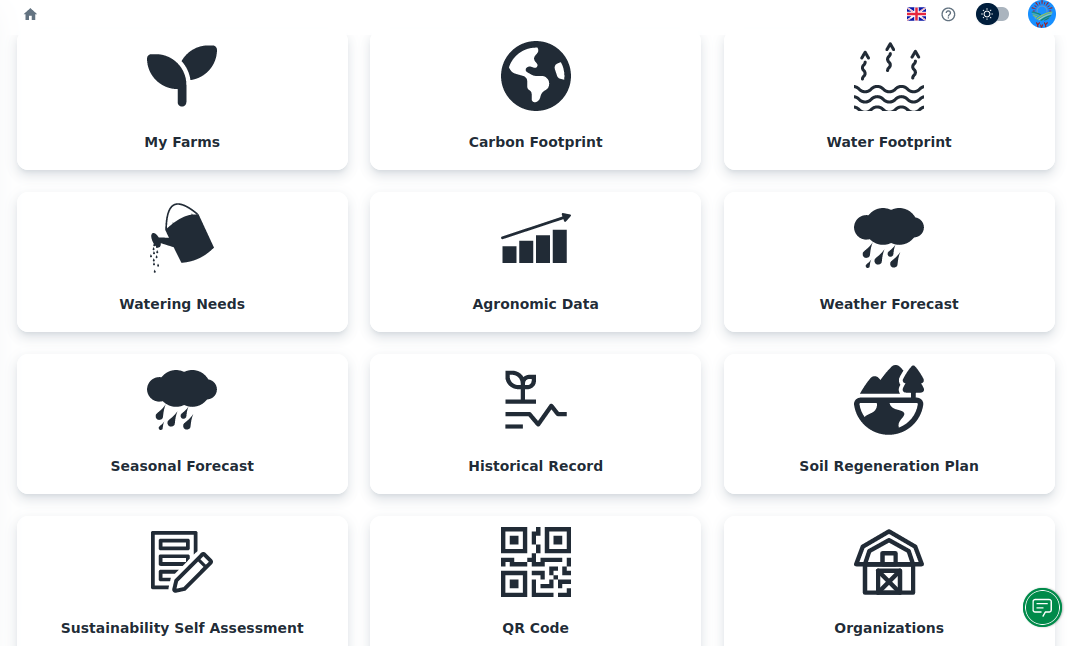 My Farms
Carbon Footprint
Water Footprint
Watering Needs
Agronomic Data
Weather Forecast
Seasonal Forecast
Historical Record
Soil Regeneration Plan
Sustainability Self Assessment
QR Code
Organizations